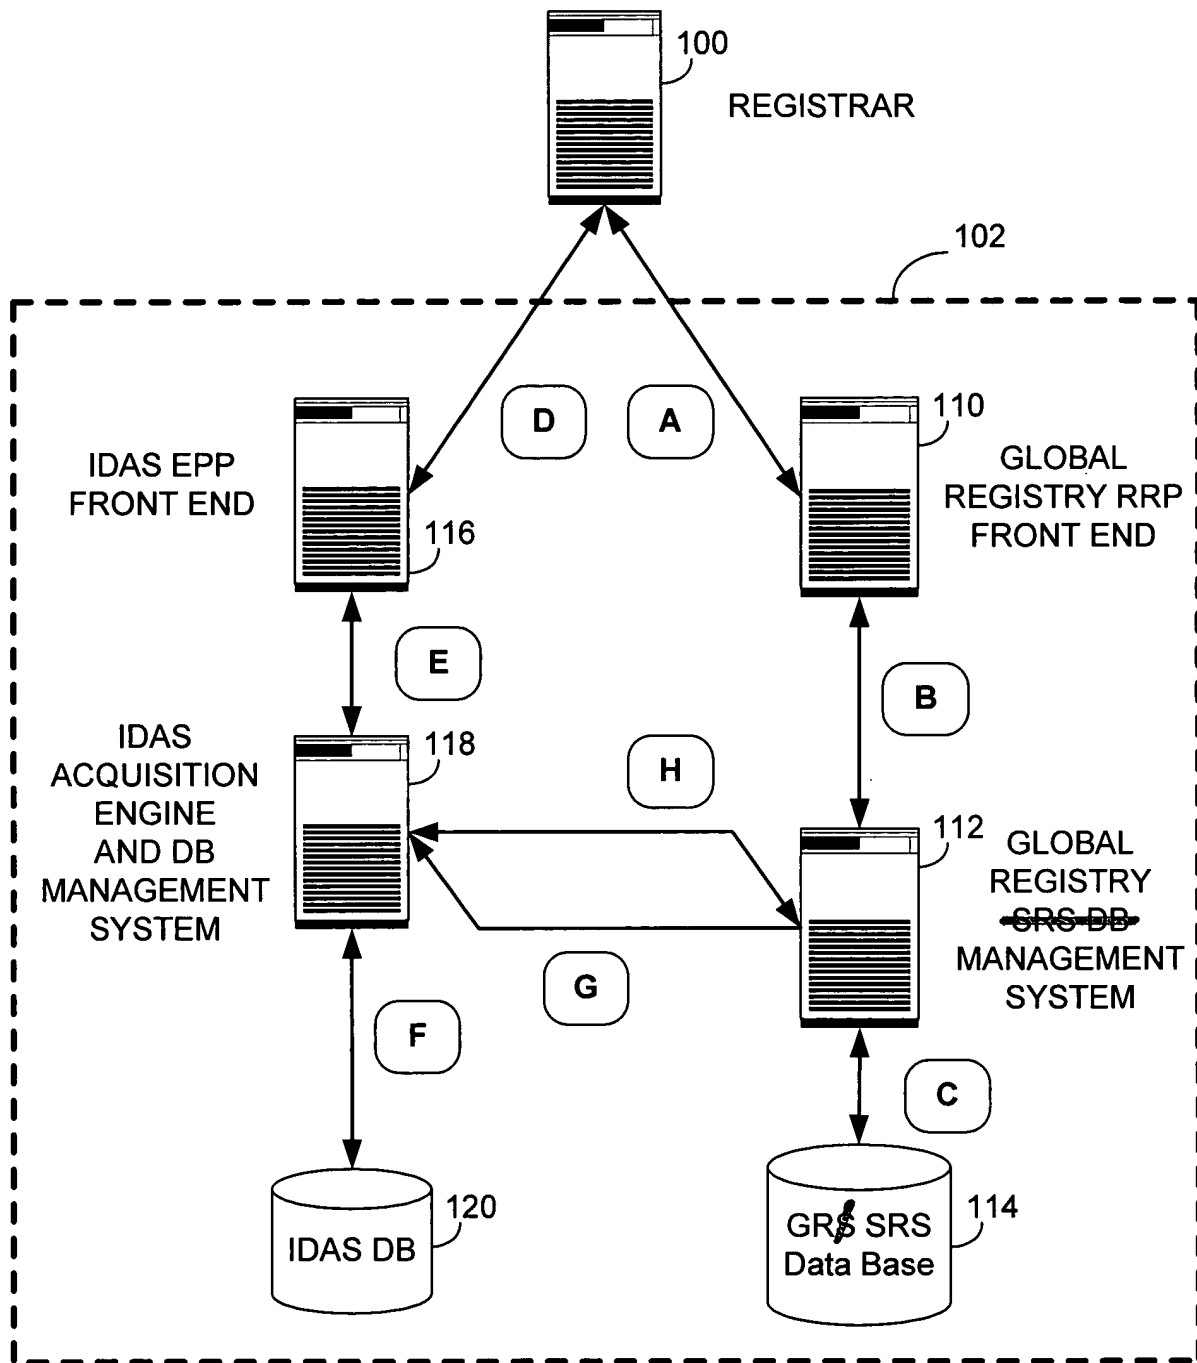 100
REGISTRAR
102
D
A
110
IDAS EPP
FRONT END
116
GLOBAL
REGISTRY RRP
FRONT END
E
B
IDAS
ACQUISITION
ENGINE
AND DB
MANAGEMENT
SYSTEM
118
H
112
GLOBAL
REGISTRY
SRS DB
MANAGEMENT
SYSTEM
G
F
C
120
IDAS DB
114
GRS SRS
Data Base